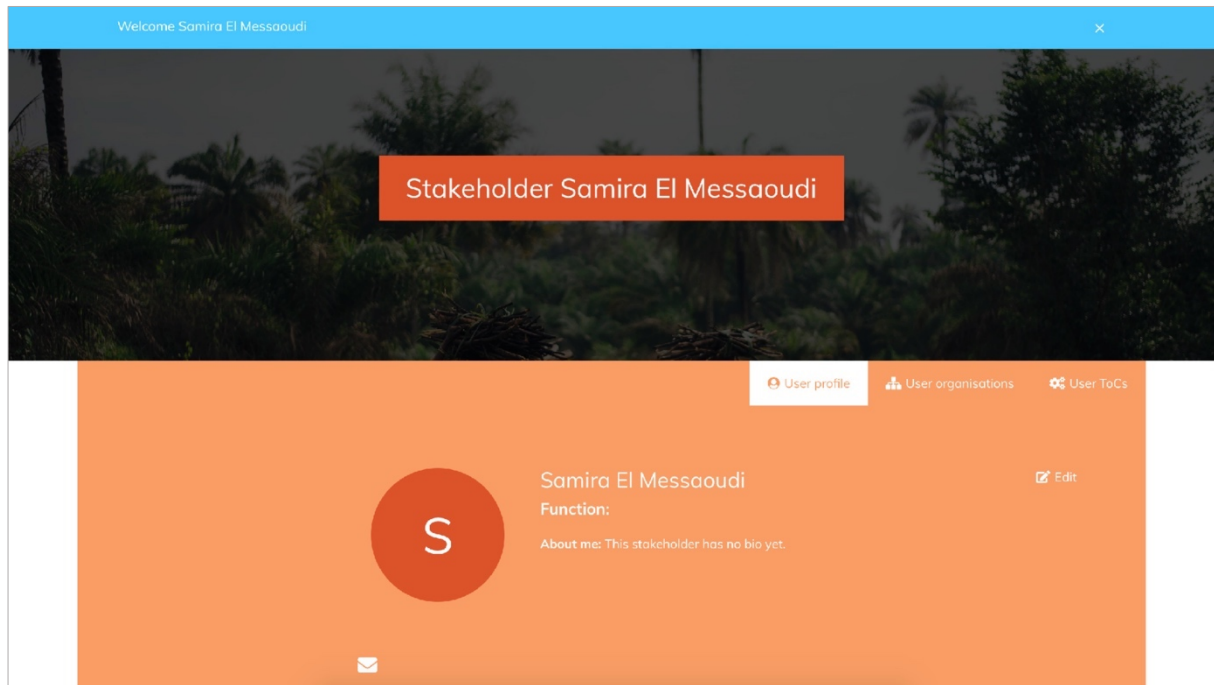 Welcome Samira El Messaoudi ×
Stakeholder Samira El Messaoudi
User profile User organisations User ToCs
Samira El Messaoudi Edit
Function:
S
About me: This stakeholder has no bio yet.